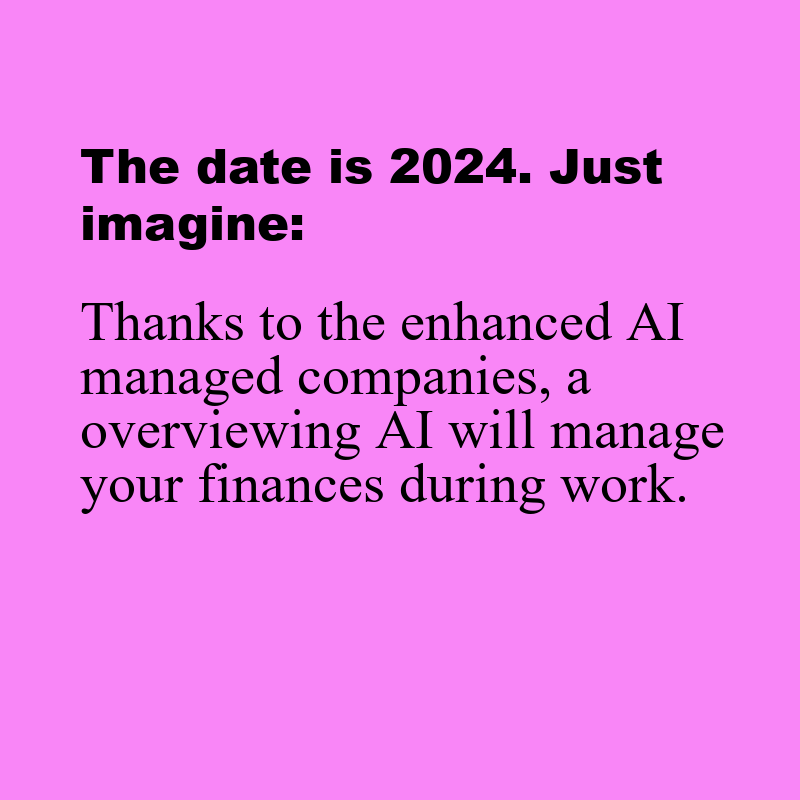 The date is 2024. Just
imagine:
Thanks to the enhanced AI
managed companies, a
overviewing AI will manage
your finances during work.